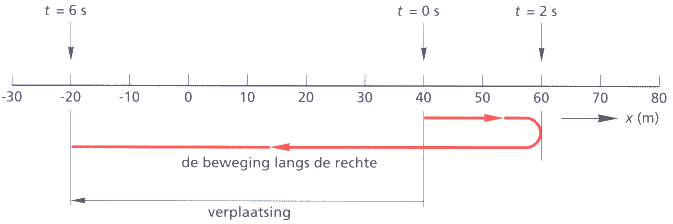 t = 6 s t = 0 s t = 2 s
-30 -20 -10 0 10 20 30 40 50 60 70 80
x (m)
de beweging langs de rechte
verplaatsing